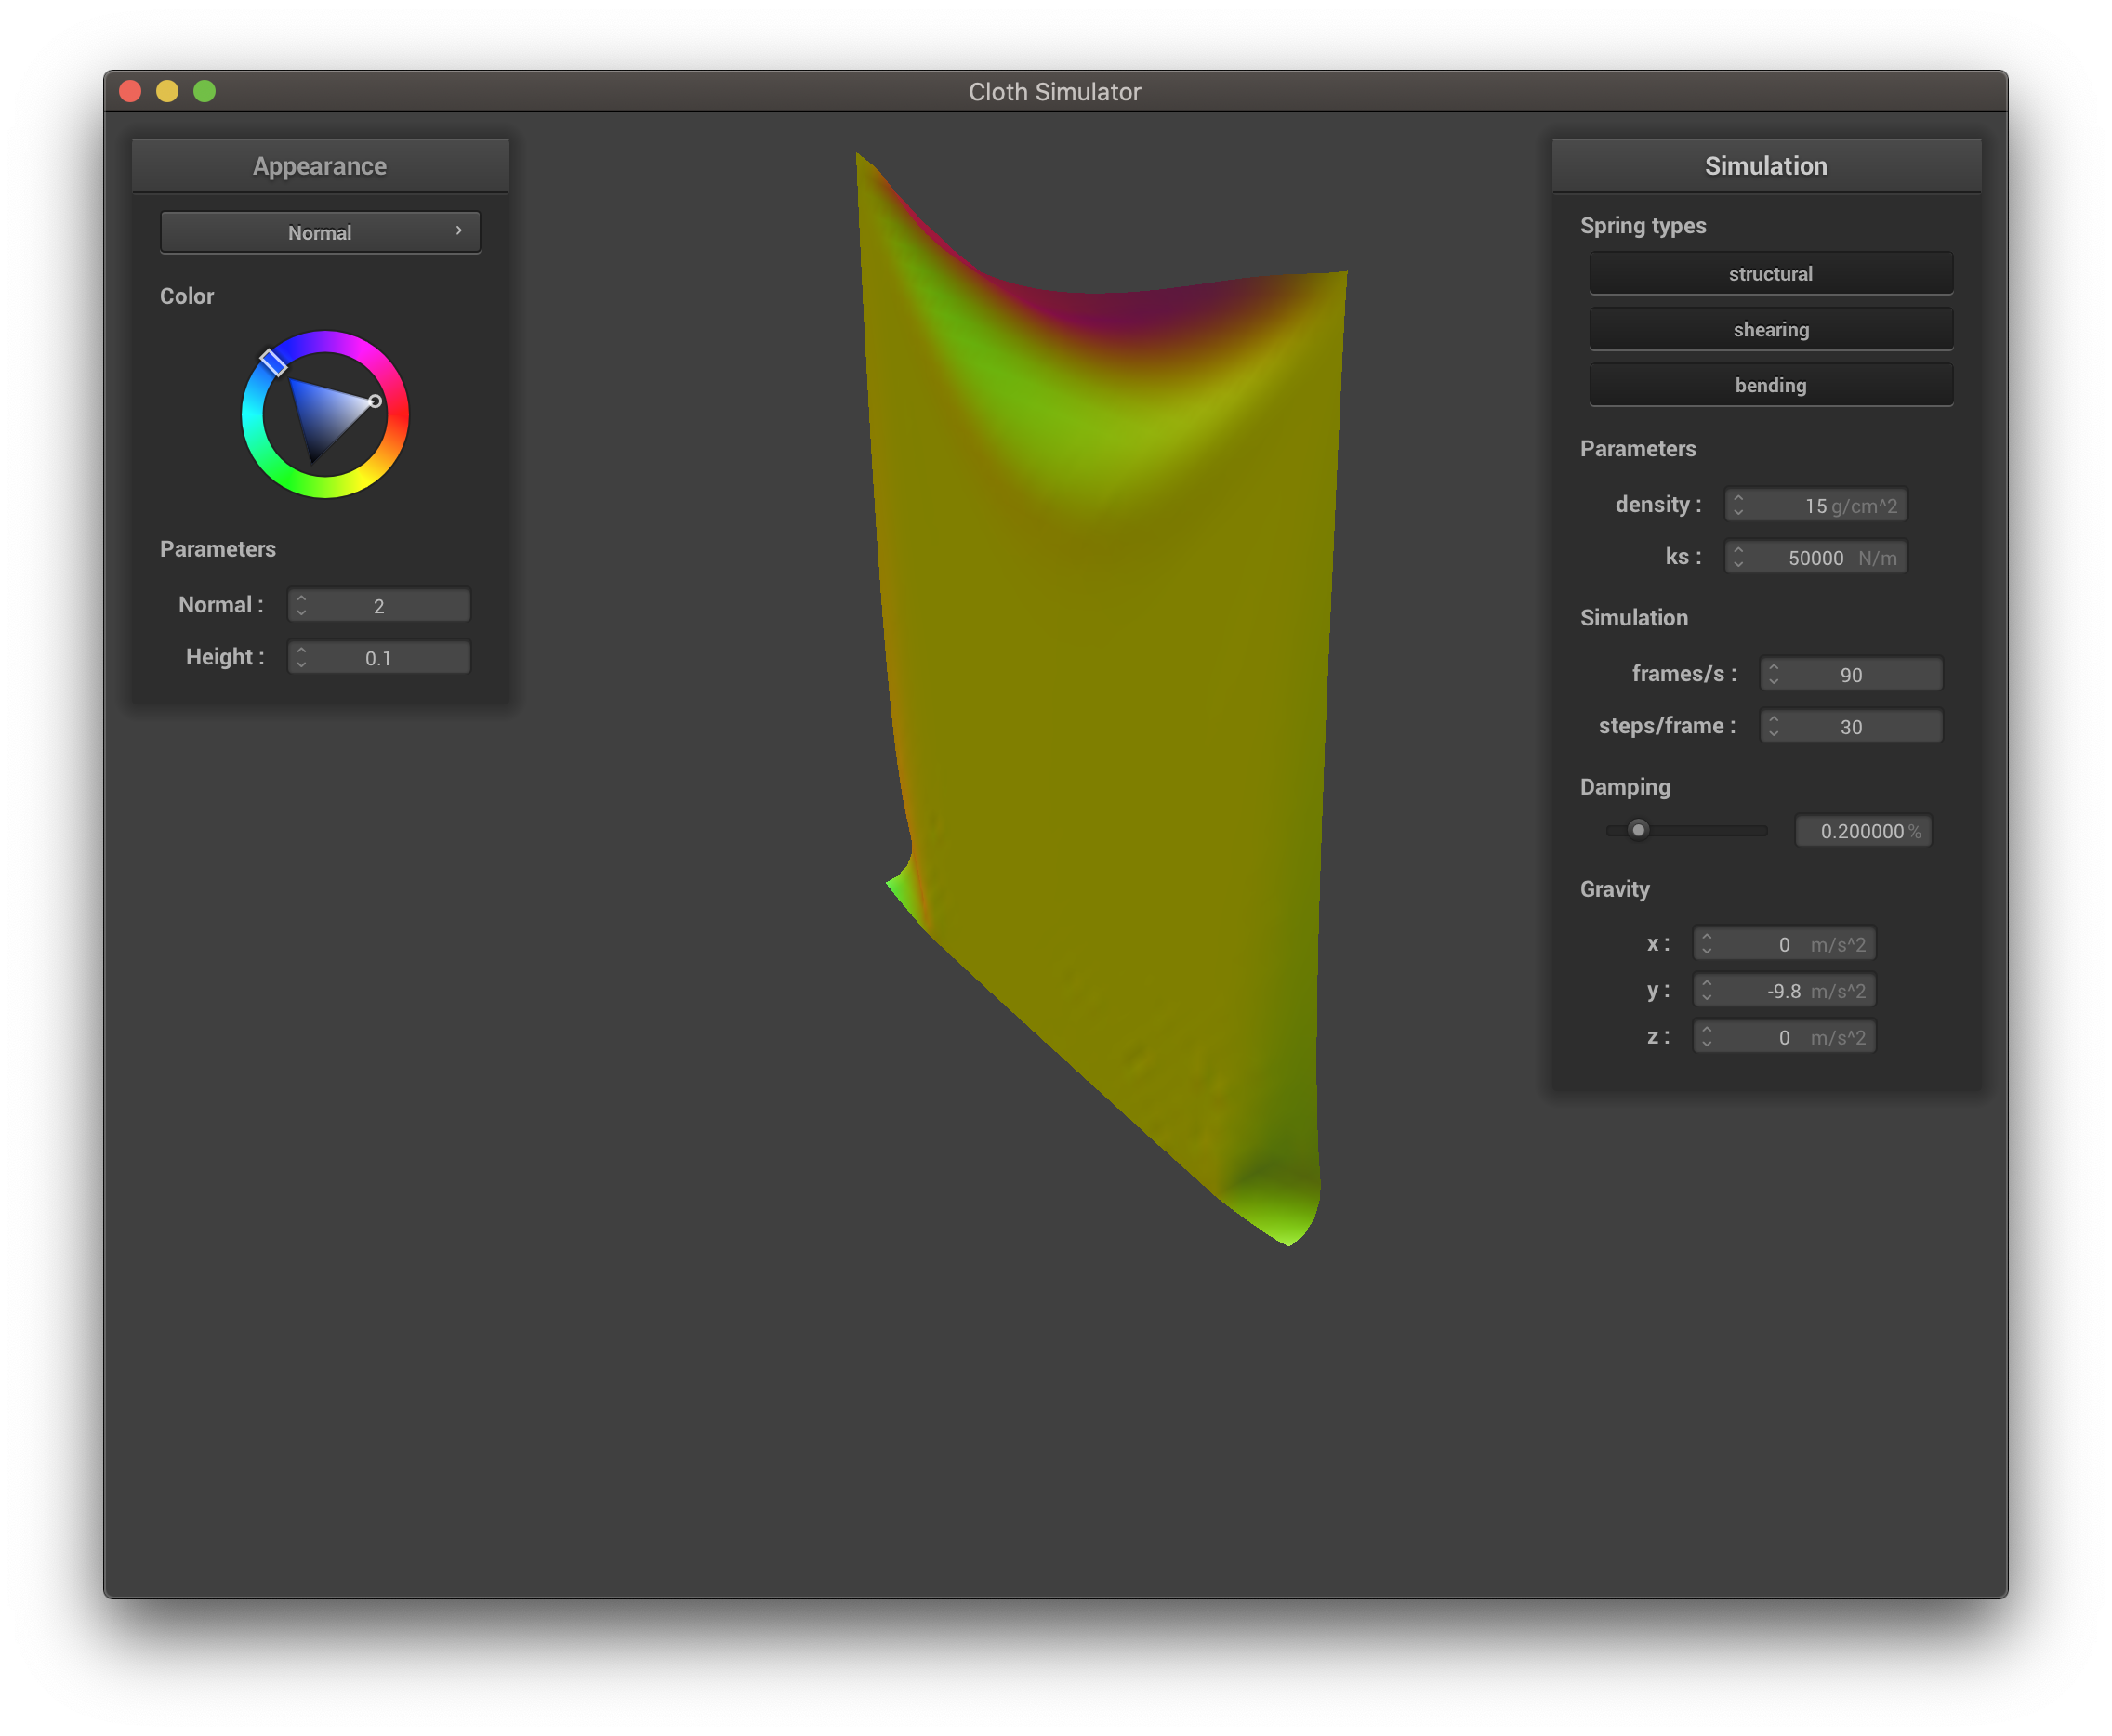 Cloth Simulator
Appearance
Normal
Color
Parameters
Normal : 2
Height : 0.1
Simulation
Spring types
structural
shearing
bending
Parameters
density : 15 g/cm^2
ks : 50000 N/m
Simulation
frames/s : 90
steps/frame : 30
Damping
0.200000 %
Gravity
x : 0 m/s^2
y : -9.8 m/s^2
z : 0 m/s^2